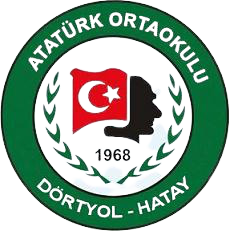 ATATÜRK ORTAOKULU
1968
DÖRTYOL - HATAY